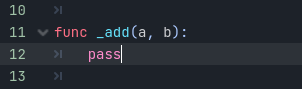 10
11 func _add(a, b):
12 pass
13